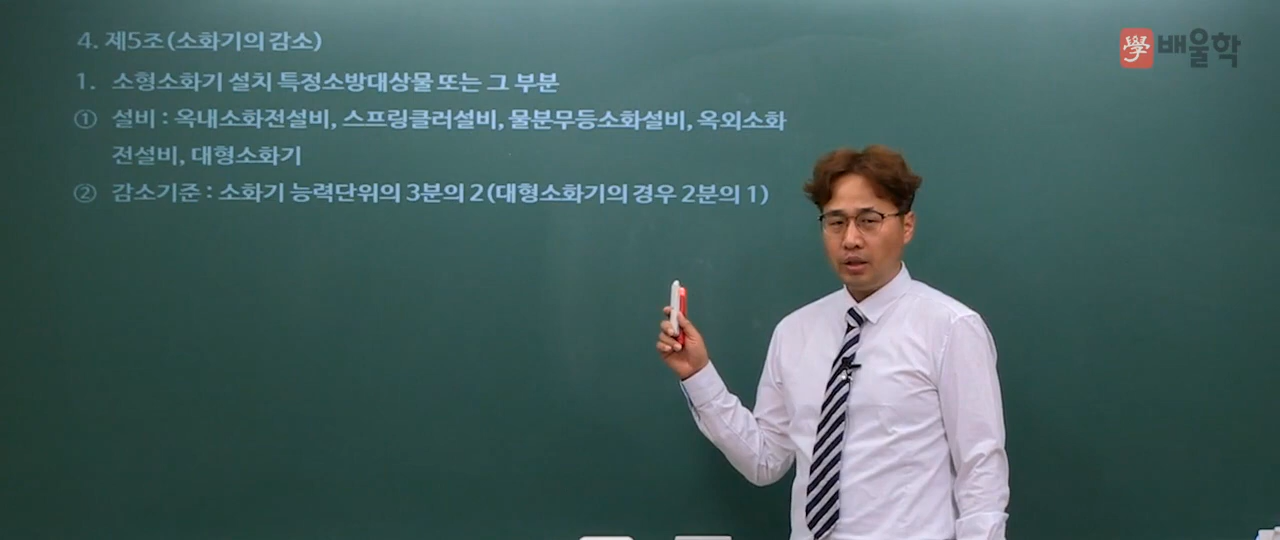 4. 제5조(소화기의 감소)
學배울학
1. 소형소화기 설치 특정소방대상물 또는 그 부분
① 설비 : 옥내소화전설비, 스프링클러설비, 물분무등소화설비, 옥외소화
전설비, 대형소화기
② 감소기준 : 소화기 능력단위의 3분의 2 (대형소화기의 경우 2분의 1)